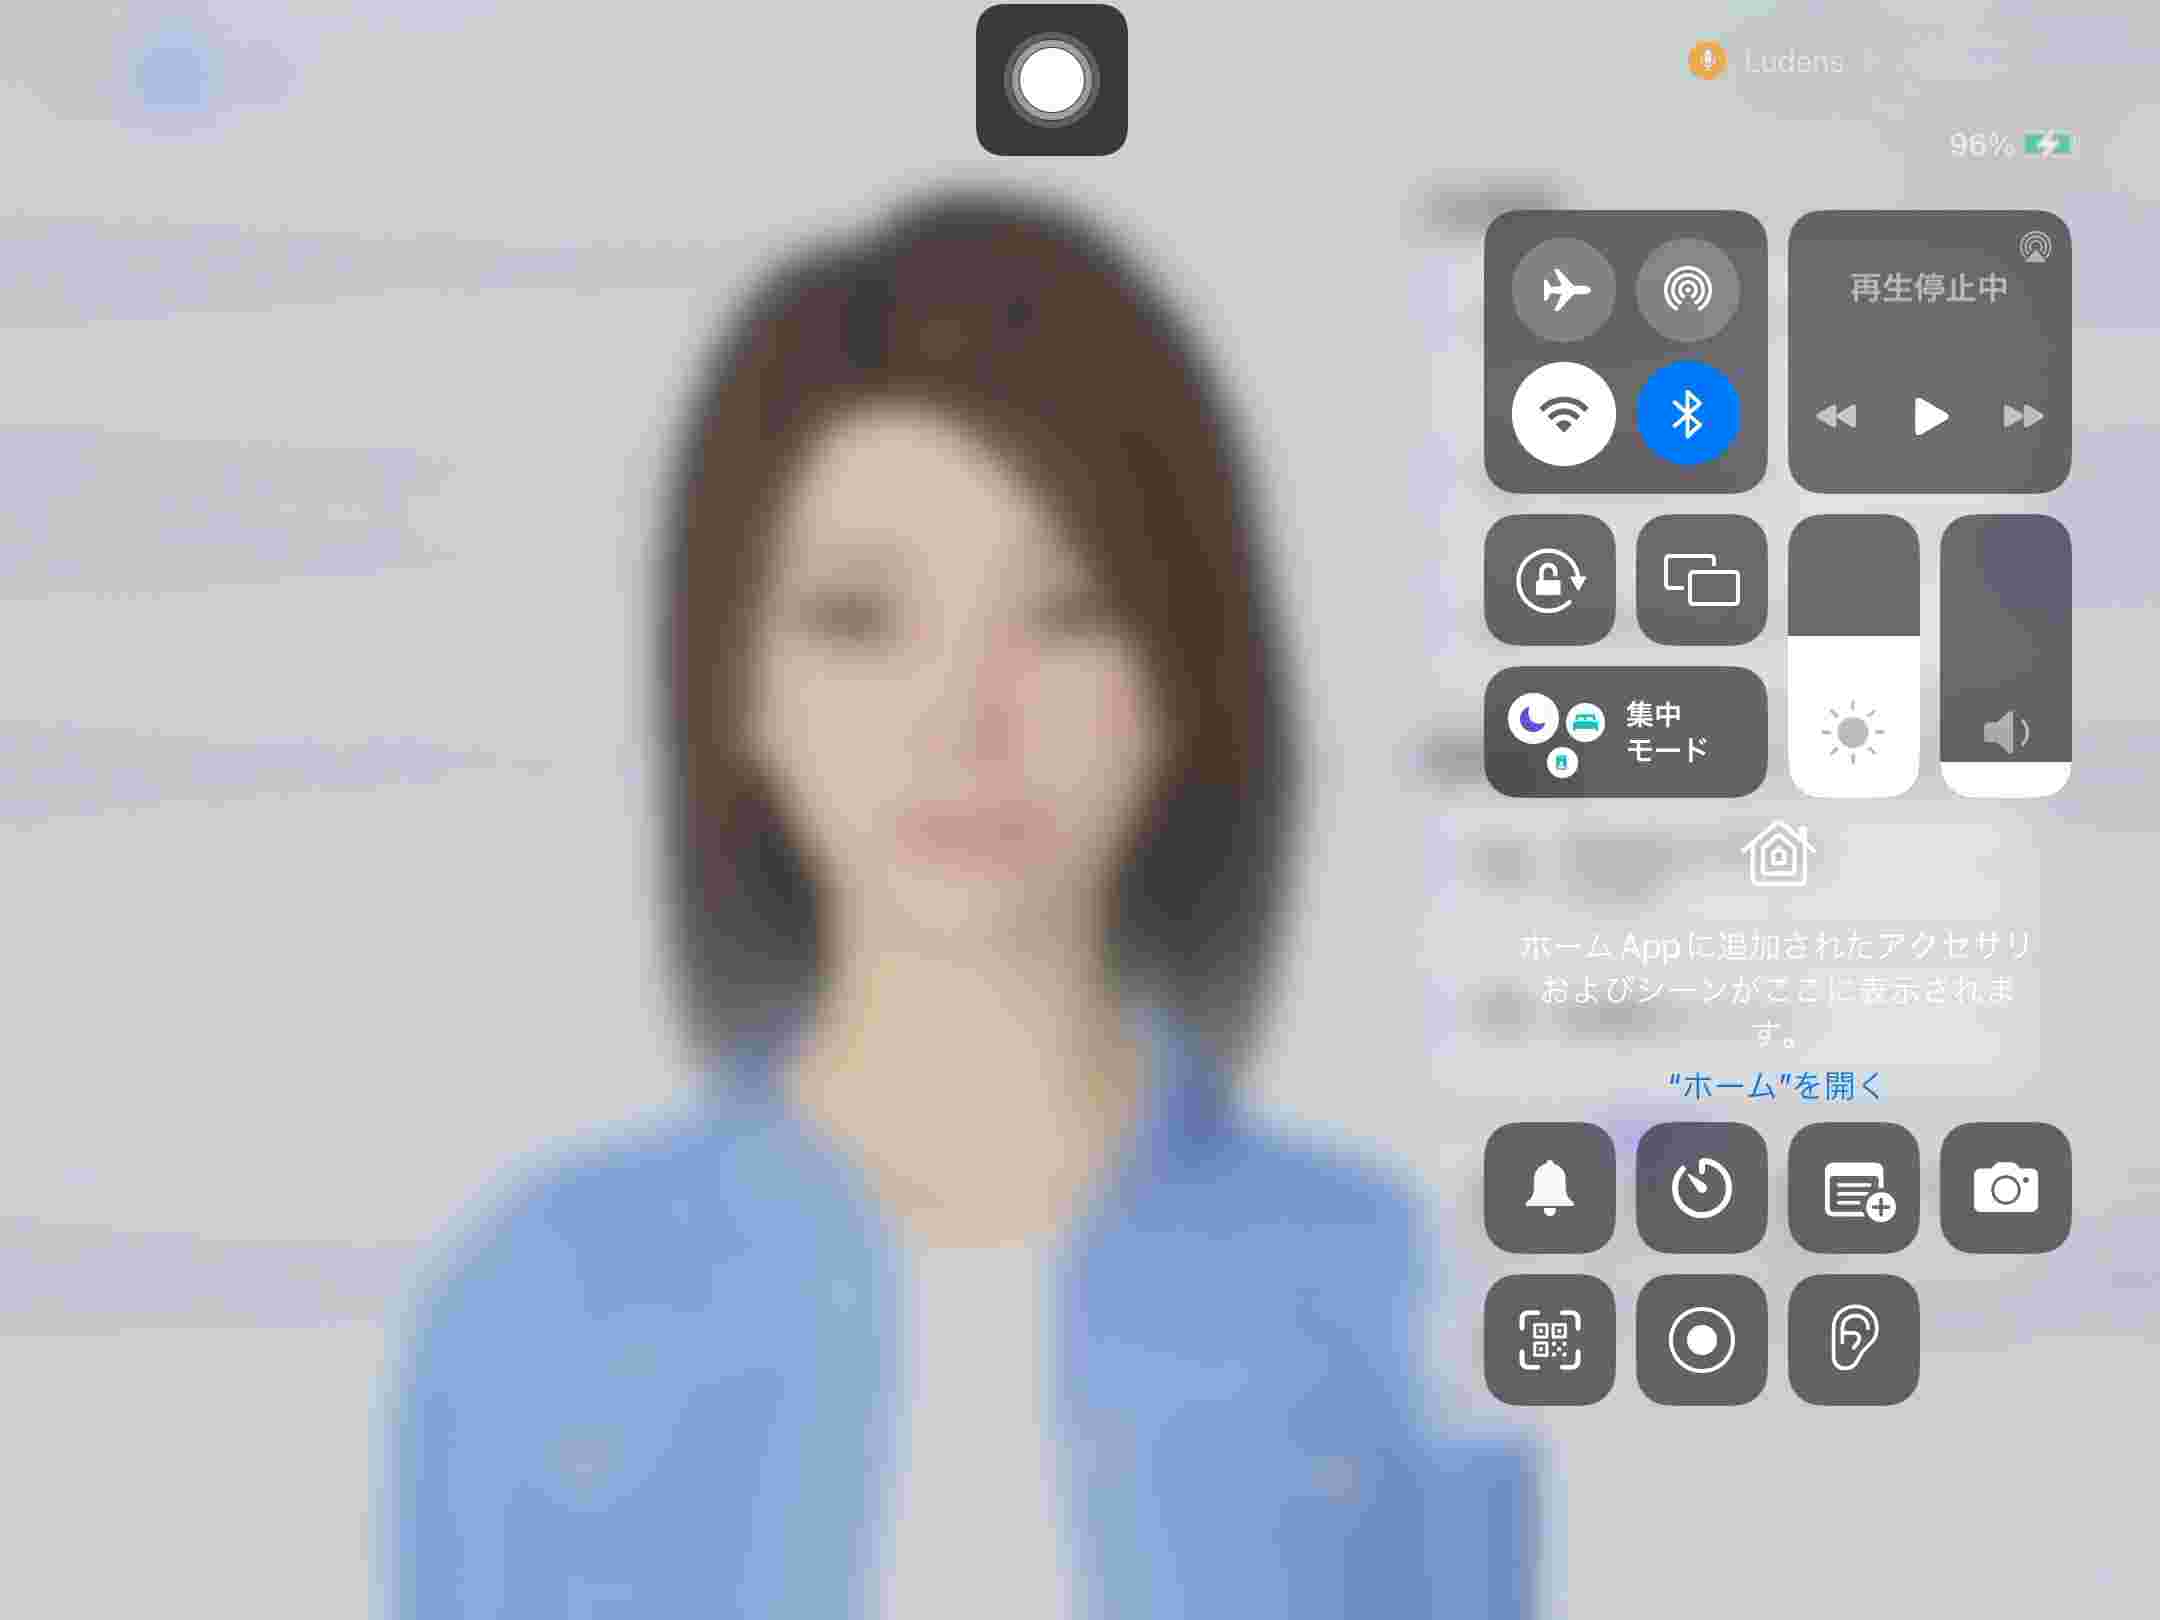 Ludens
96%
再生停止中
集中
モード
ホームAppに追加されたアクセサリ
およびシーンがここに表示されま
す。
“ホーム”を開く